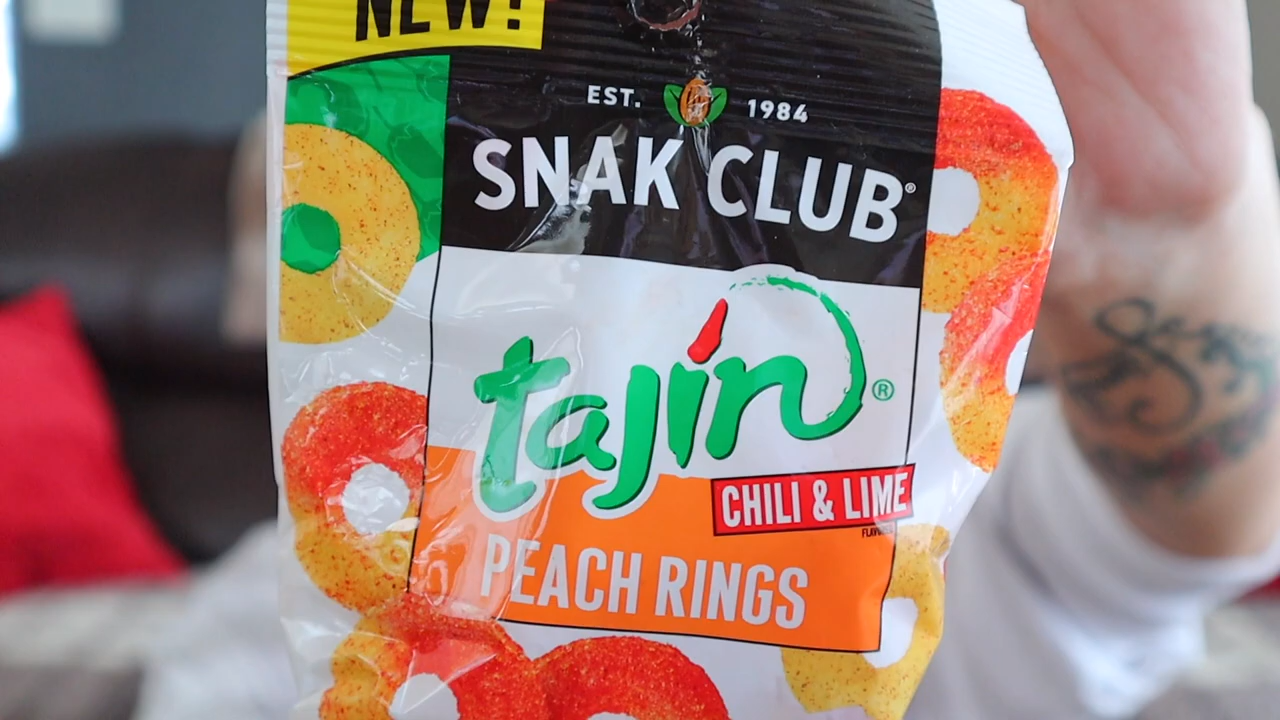 NEW!
EST. 1984
SNAK CLUB®
tajín®
CHILI & LIME
PEACH RINGS